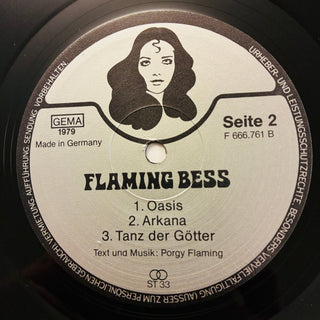 GEMA
1979
Made in Germany
Seite 2
F 666.761 B
FLAMING BESS
1. Oasis
2. Arkana
3. Tanz der Götter
Text und Musik: Porgy Flaming
ST 33
URHEBER- UND LEISTUNGSSCHUTZRECHTE, BESONDERS VERVIELFÄLTIGUNG (AUSSER ZUM PERSÖNLICHEN EIGENGEBRAUCH) VERMIETUNG AUFFÜHRUNG SENDUNG VORBEHALTEN